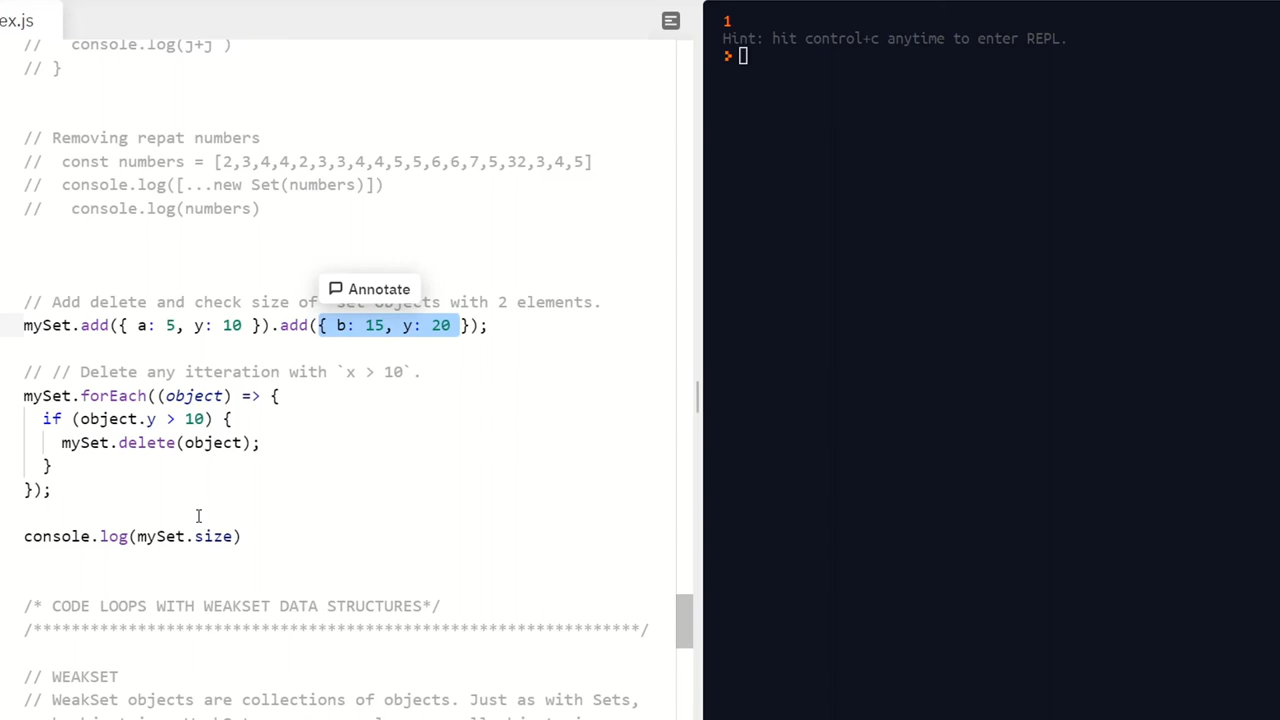 ex.js
// console.log(j+j )
// }
// Removing repat numbers
// const numbers = [2,3,4,4,2,3,3,4,4,5,5,6,6,7,5,32,3,4,5]
// console.log([...new Set(numbers)])
// console.log(numbers)
Annotate
// Add delete and check size of set objects with 2 elements.
mySet.add({ a: 5, y: 10 }).add({ b: 15, y: 20 });
// // Delete any itteration with `x > 10`.
mySet.forEach((object) => {
if (object.y > 10) {
mySet.delete(object);
}
});
console.log(mySet.size)
/* CODE LOOPS WITH WEAKSET DATA STRUCTURES*/
/****************************************************************/
// WEAKSET
// WeakSet objects are collections of objects. Just as with Sets,
1
Hint: hit control+c anytime to enter REPL.
>